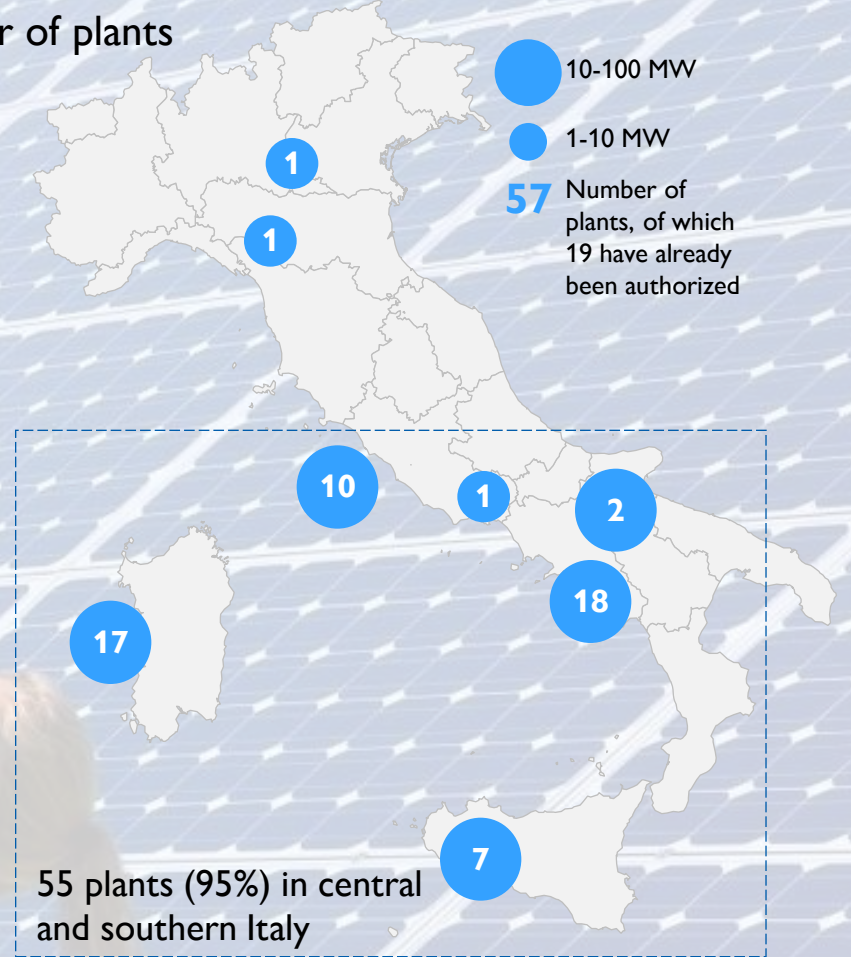 of plants
10-100 MW
1-10 MW
57 Number of
plants, of which
19 have already
been authorized
1
1
10
1
2
18
17
7
55 plants (95%) in central
and southern Italy